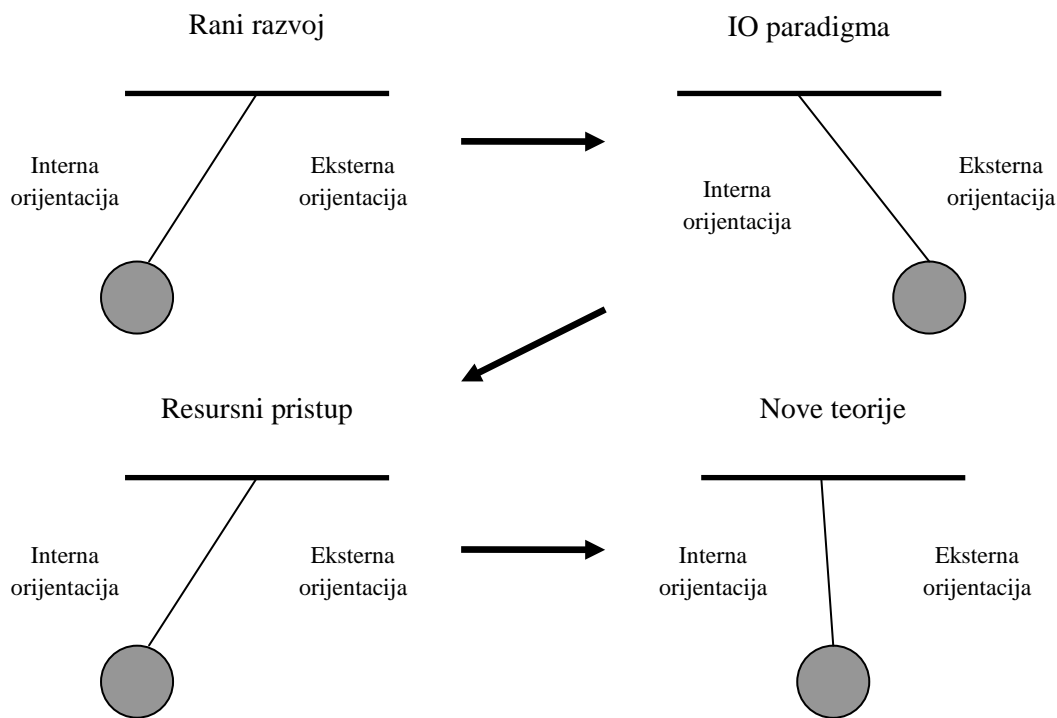 Rani razvoj
IO paradigma
Interna
orijentacija
Eksterna
orijentacija
Interna
orijentacija
Eksterna
orijentacija
Resursni pristup
Nove teorije
Interna
orijentacija
Eksterna
orijentacija
Interna
orijentacija
Eksterna
orijentacija